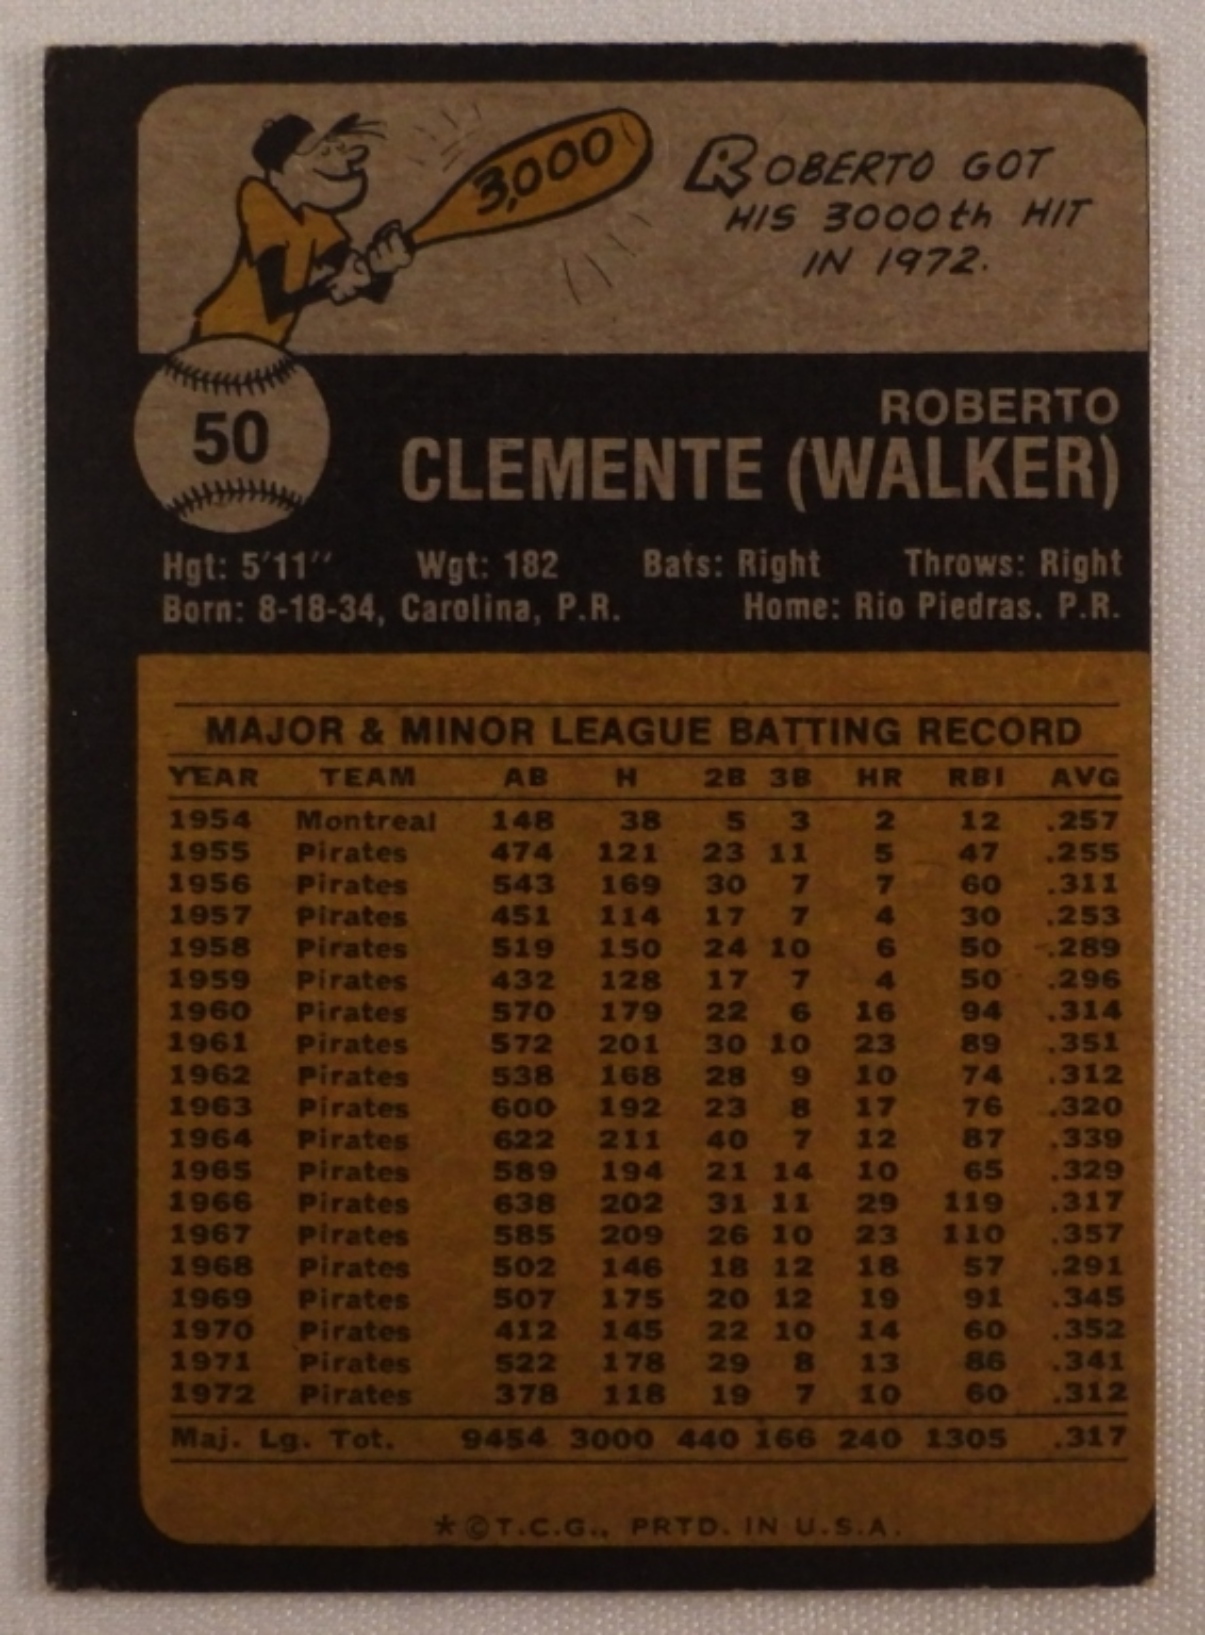 3,000
ROBERTO GOT
HIS 3000th HIT
IN 1972.
50
ROBERTO
CLEMENTE (WALKER)
Hgt: 5'11" Wgt: 182 Bats: Right Throws: Right
Born: 8-18-34, Carolina, P.R. Home: Rio Piedras. P.R.
MAJOR & MINOR LEAGUE BATTING RECORD
YEAR TEAM AB H 2B 3B HR RBI AVG
1954 Montreal 148 38 5 3 2 12 .257
1955 Pirates 474 121 23 11 5 47 .255
1956 Pirates 543 169 30 7 7 60 .311
1957 Pirates 451 114 17 7 4 30 .253
1958 Pirates 519 150 24 10 6 50 .289
1959 Pirates 432 128 17 7 4 50 .296
1960 Pirates 570 179 22 6 16 94 .314
1961 Pirates 572 201 30 10 23 89 .351
1962 Pirates 538 168 28 9 10 74 .312
1963 Pirates 600 192 23 8 17 76 .320
1964 Pirates 622 211 40 7 12 87 .339
1965 Pirates 589 194 21 14 10 65 .329
1966 Pirates 638 202 31 11 29 119 .317
1967 Pirates 585 209 26 10 23 110 .357
1968 Pirates 502 146 18 12 18 57 .291
1969 Pirates 507 175 20 12 19 91 .345
1970 Pirates 412 145 22 10 14 60 .352
1971 Pirates 522 178 29 8 13 86 .341
1972 Pirates 378 118 19 7 10 60 .312
Maj. Lg. Tot. 9454 3000 440 166 240 1305 .317
*©T.C.G., PRTD. IN U.S.A.